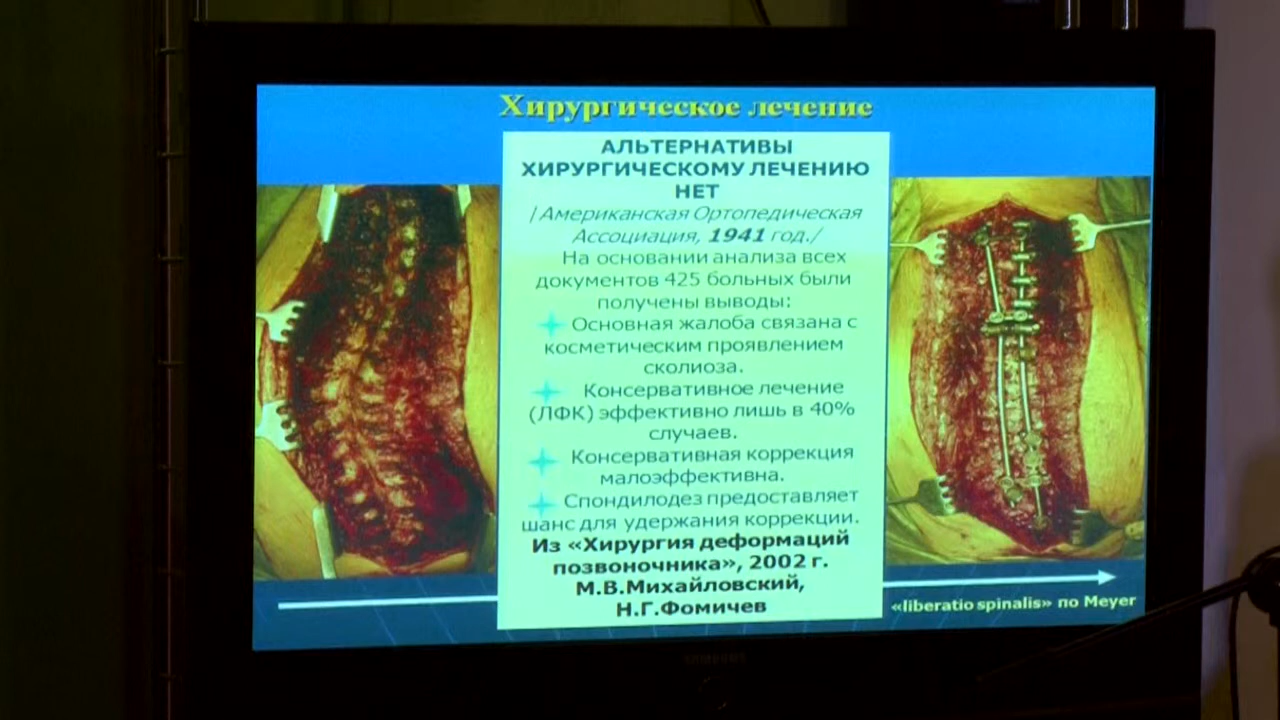 Хирургическое лечение
АЛЬТЕРНАТИВЫ
ХИРУРГИЧЕСКОМУ ЛЕЧЕНИЮ
НЕТ
/Американская Ортопедическая
Ассоциация, 1941 год./
На основании анализа всех
документов 425 больных были
получены выводы:
Основная жалоба связана с
косметическим проявлением
сколиоза.
Консервативное лечение
(ЛФК) эффективно лишь в 40%
случаев.
Консервативная коррекция
малоэффективна.
Спондилодез предоставляет
шанс для удержания коррекции.
Из «Хирургия деформаций
позвоночника», 2002 г.
М.В.Михайловский,
Н.Г.Фомичев
«liberatio spinalis» по Meyer
SAMSUNG